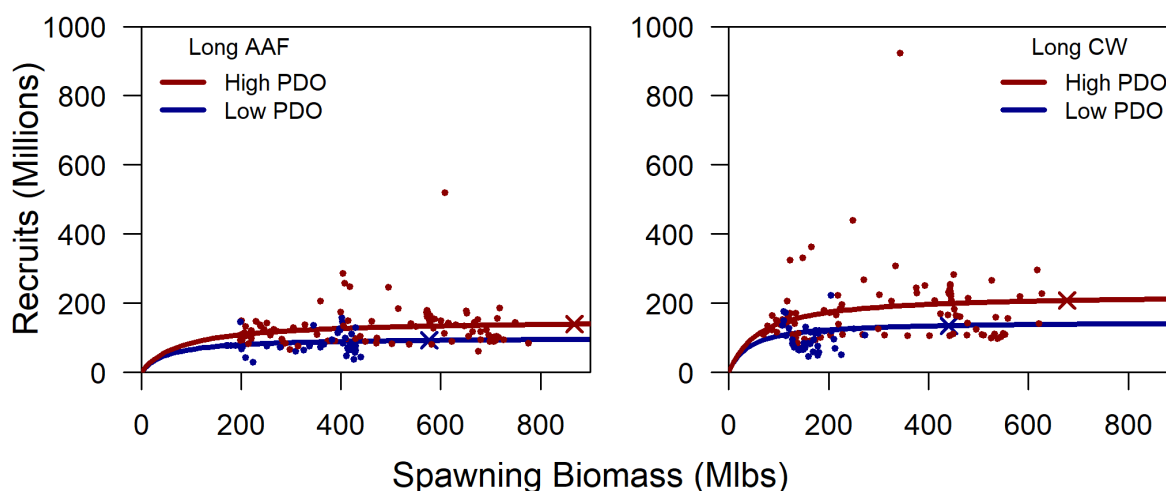 Recruits (Millions)
1000
800
600
400
200
0
Long AAF
High PDO
Low PDO
0 200 400 600 800
1000
800
600
400
200
0
Long CW
High PDO
Low PDO
0 200 400 600 800
Spawning Biomass (Mlbs)